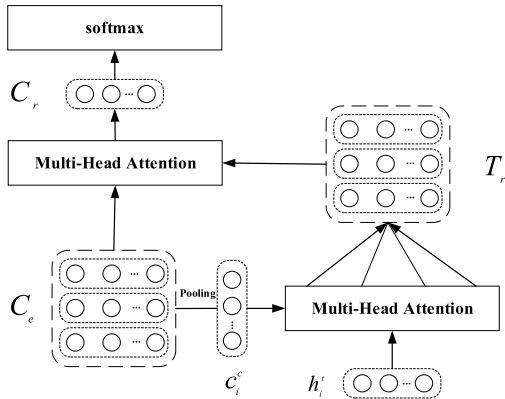 softmax
C_r
...
Multi-Head Attention
...
...
...
T_r
...
...
...
C_e
Pooling
...
Multi-Head Attention
c_i^c
h_i^t
...